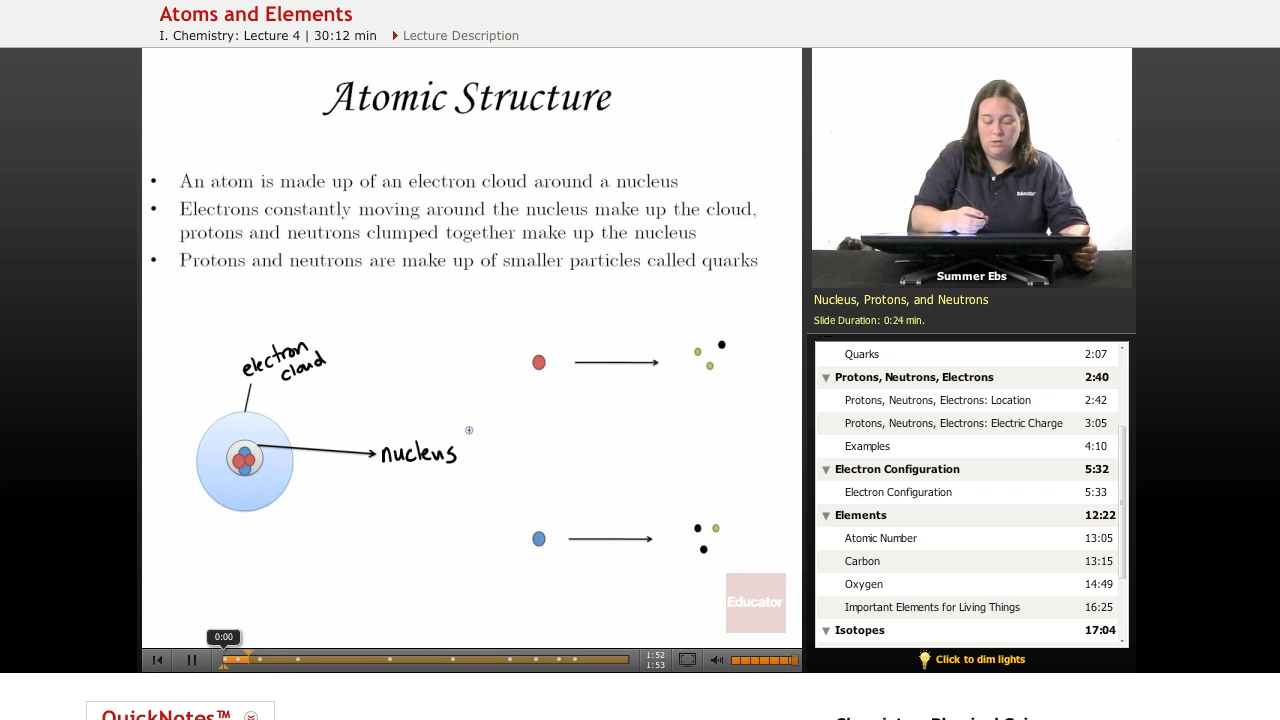 Atoms and Elements
I. Chemistry: Lecture 4 | 30:12 min Lecture Description
Atomic Structure
• An atom is made up of an electron cloud around a nucleus
• Electrons constantly moving around the nucleus make up the cloud,
protons and neutrons clumped together make up the nucleus
• Protons and neutrons are make up of smaller particles called quarks
electron
cloud
nucleus
Educator
0:00
1:52
1:53
Educator
Summer Ebs
Nucleus, Protons, and Neutrons
Slide Duration: 0:24 min.
Quarks 2:07
Protons, Neutrons, Electrons 2:40
Protons, Neutrons, Electrons: Location 2:42
Protons, Neutrons, Electrons: Electric Charge 3:05
Examples 4:10
Electron Configuration 5:32
Electron Configuration 5:33
Elements 12:22
Atomic Number 13:05
Carbon 13:15
Oxygen 14:49
Important Elements for Living Things 16:25
Isotopes 17:04
Click to dim lights
QuickNotes™